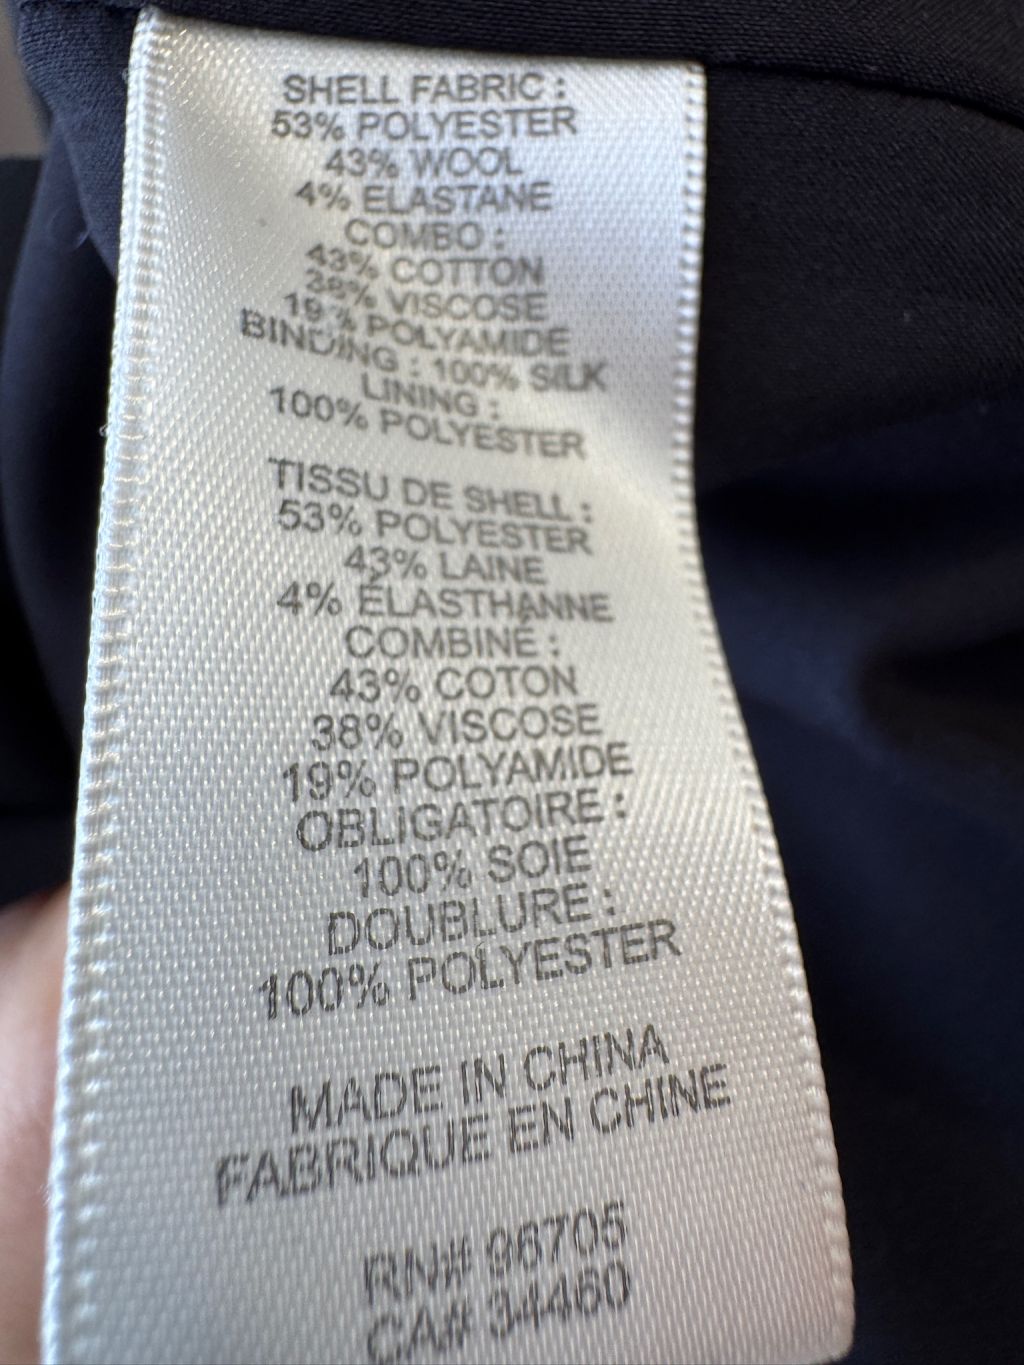 SHELL FABRIC :
53% POLYESTER
43% WOOL
4% ELASTANE
COMBO :
43% COTTON
38% VISCOSE
19% POLYAMIDE
BINDING : 100% SILK
LINING :
100% POLYESTER
TISSU DE SHELL :
53% POLYESTER
43% LAINE
4% ÉLASTHANNE
COMBINÉ :
43% COTON
38% VISCOSE
19% POLYAMIDE
OBLIGATOIRE :
100% SOIE
DOUBLURE :
100% POLYESTER
MADE IN CHINA
FABRIQUE EN CHINE
RN# 96705
CA# 34460